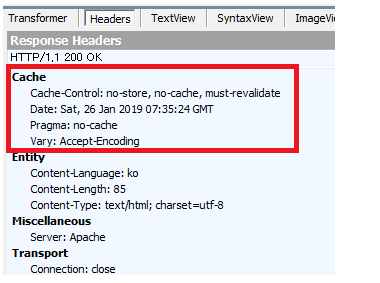 Transformer Headers TextView SyntaxView ImageVi
Response Headers
HTTP/1.1 200 OK
Cache
Cache-Control: no-store, no-cache, must-revalidate
Date: Sat, 26 Jan 2019 07:35:24 GMT
Pragma: no-cache
Vary: Accept-Encoding
Entity
Content-Language: ko
Content-Length: 85
Content-Type: text/html; charset=utf-8
Miscellaneous
Server: Apache
Transport
Connection: close